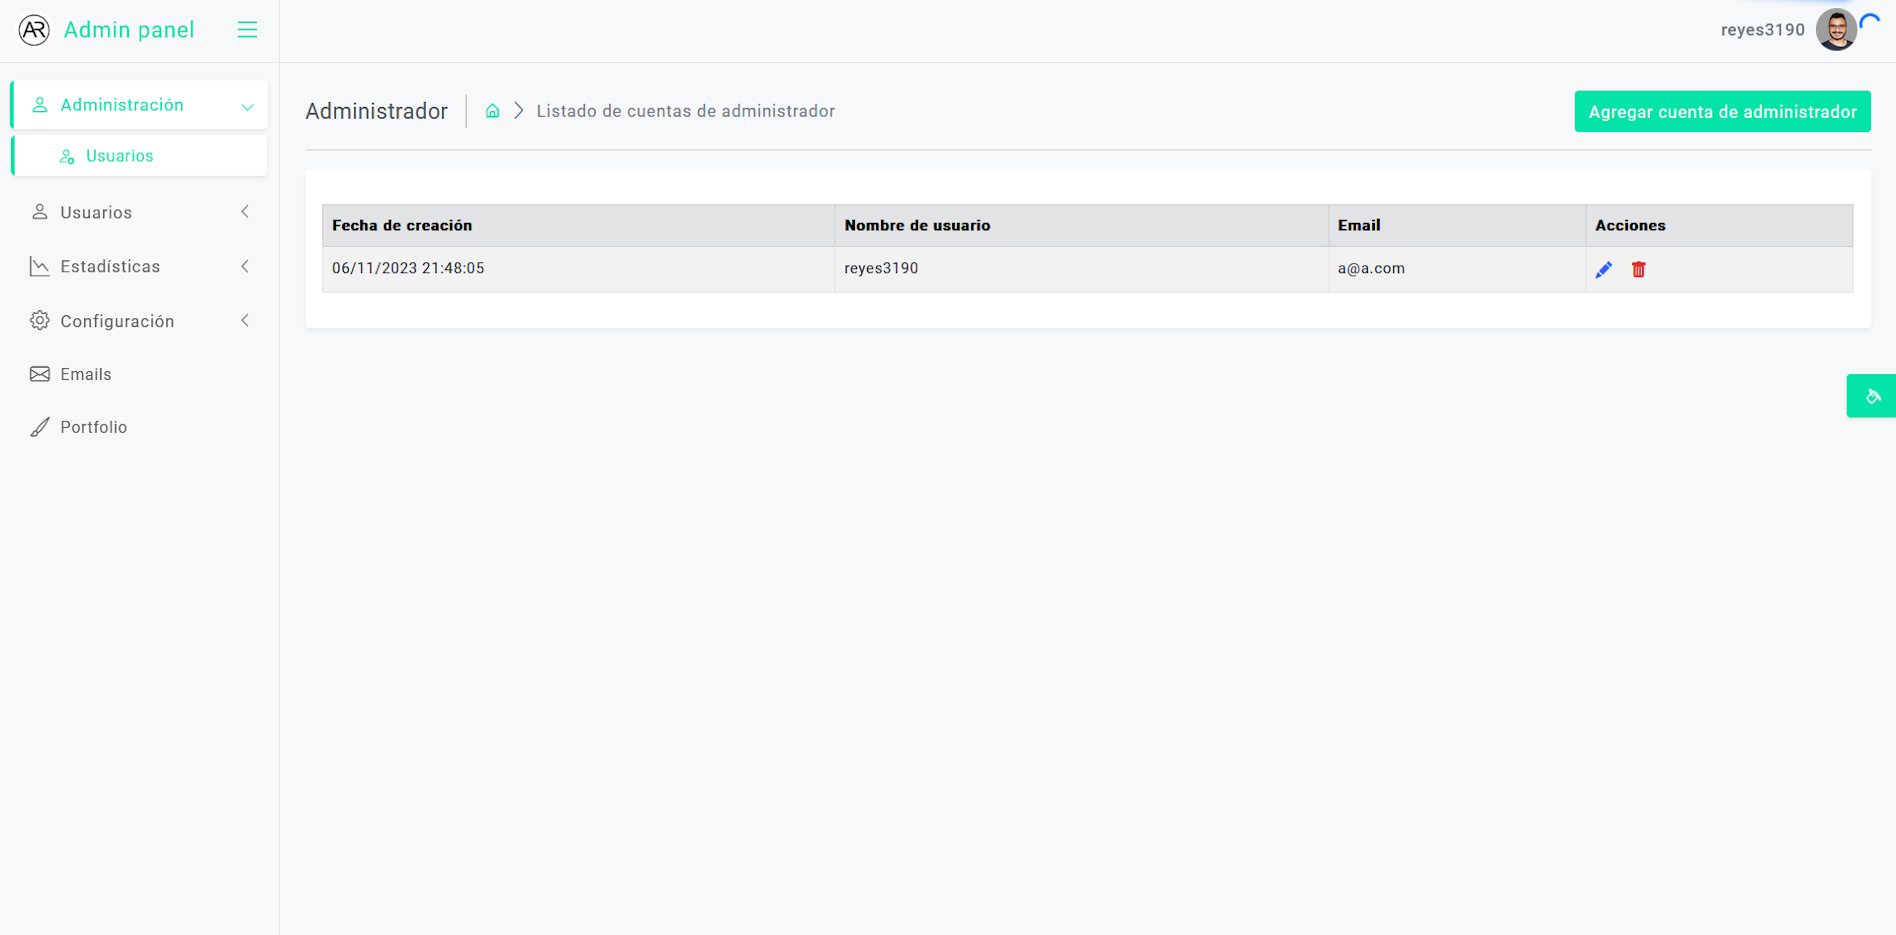 AR Admin panel
reyes3190
Administración
Usuarios
Usuarios
Estadísticas
Configuración
Emails
Portfolio
Administrador
Listado de cuentas de administrador
Agregar cuenta de administrador
Fecha de creación Nombre de usuario Email Acciones
06/11/2023 21:48:05 reyes3190 a@a.com